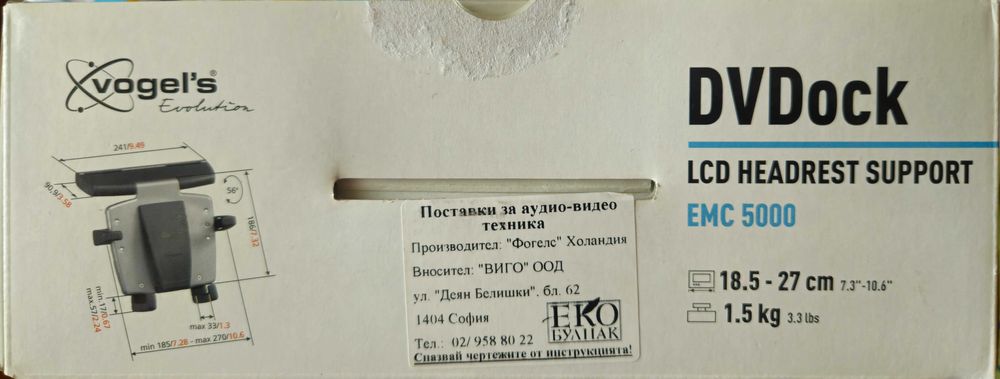 vogel's®
Evolution
241/9.49
90,9/3.58
56°
186/7.32
min.17/0.67
max.57/2.24
max 33/1.3
min 185/7.28 - max 270/10.6
Поставки за аудио-видео
техника
Производител: "Фогелс" Холандия
Вносител: "ВИГО" ООД
ул. "Деян Белишки". бл. 62
1404 София
Тел.: 02/ 958 80 22
Спазвай чертежите от инструкцията!
ЕКО
БУЛПАК
DVDock
LCD HEADREST SUPPORT
EMC 5000
18.5 - 27 cm 7.3"-10.6"
1.5 kg 3.3 lbs